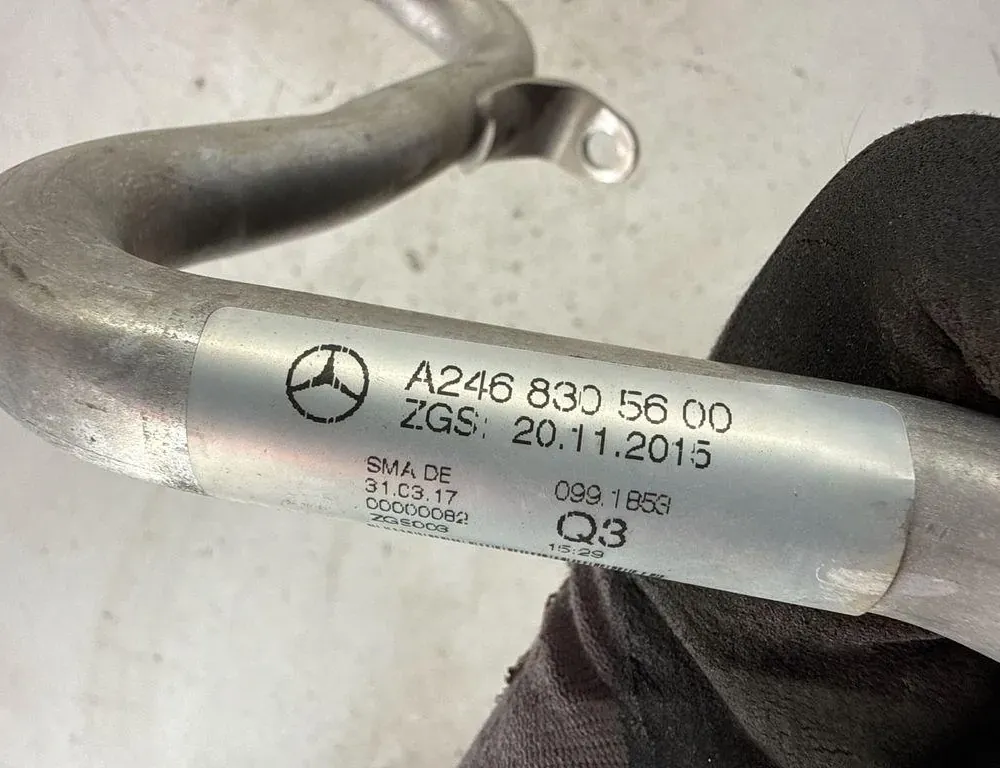 A246 830 56 00
ZGS: 20.11.2015
SMA DE
31.03.17
00000082
ZGS003
099.1853
Q3
15:29